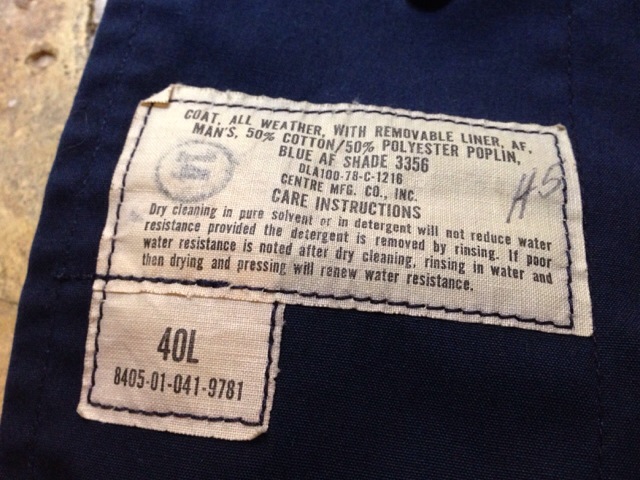 COAT, ALL WEATHER, WITH REMOVABLE LINER, AF,
MAN'S, 50% COTTON/50% POLYESTER POPLIN,
BLUE AF SHADE 3356
DLA100-78-C-1216
CENTRE MFG. CO., INC.
CARE INSTRUCTIONS
Dry cleaning in pure solvent or in detergent will not reduce water
resistance provided the detergent is removed by rinsing. If poor
water resistance is noted after dry cleaning, rinsing in water and
then drying and pressing will renew water resistance.
14
H5
40L
8405-01-041-9781